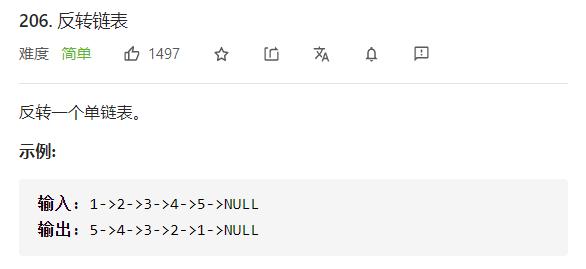 206. 反转链表
难度 简单 1497
反转一个单链表。
示例:
输入: 1->2->3->4->5->NULL
输出: 5->4->3->2->1->NULL